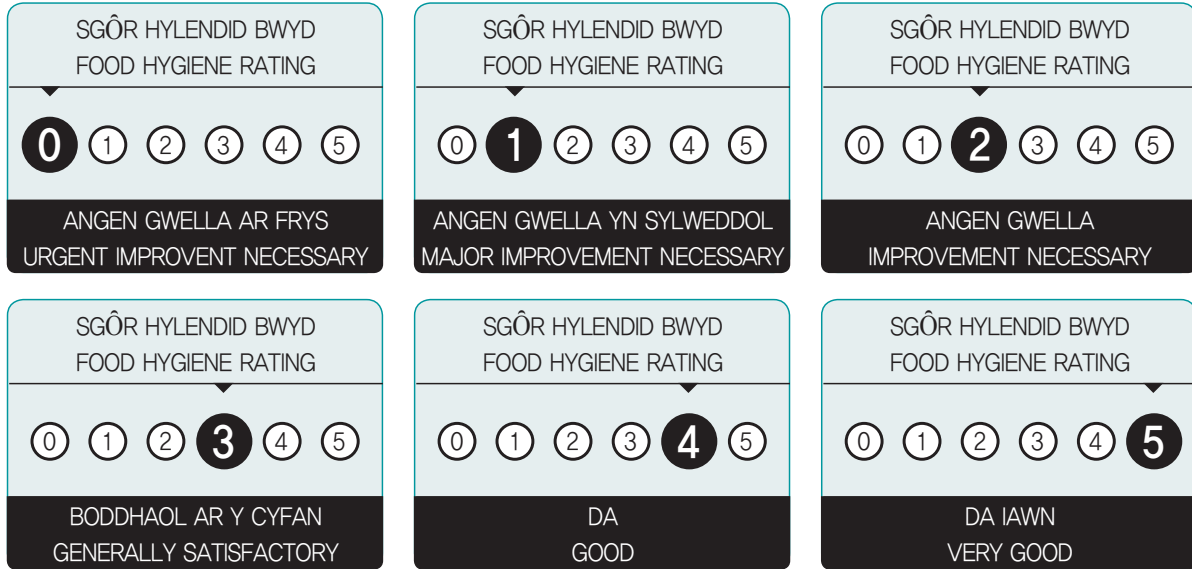 SGÔR HYLENDID BWYD
FOOD HYGIENE RATING
0 1 2 3 4 5
ANGEN GWELLA AR FRYS
URGENT IMPROVENT NECESSARY
SGÔR HYLENDID BWYD
FOOD HYGIENE RATING
0 1 2 3 4 5
ANGEN GWELLA YN SYLWEDDOL
MAJOR IMPROVEMENT NECESSARY
SGÔR HYLENDID BWYD
FOOD HYGIENE RATING
0 1 2 3 4 5
ANGEN GWELLA
IMPROVEMENT NECESSARY
SGÔR HYLENDID BWYD
FOOD HYGIENE RATING
0 1 2 3 4 5
BODDHAOL AR Y CYFAN
GENERALLY SATISFACTORY
SGÔR HYLENDID BWYD
FOOD HYGIENE RATING
0 1 2 3 4 5
DA
GOOD
SGÔR HYLENDID BWYD
FOOD HYGIENE RATING
0 1 2 3 4 5
DA IAWN
VERY GOOD